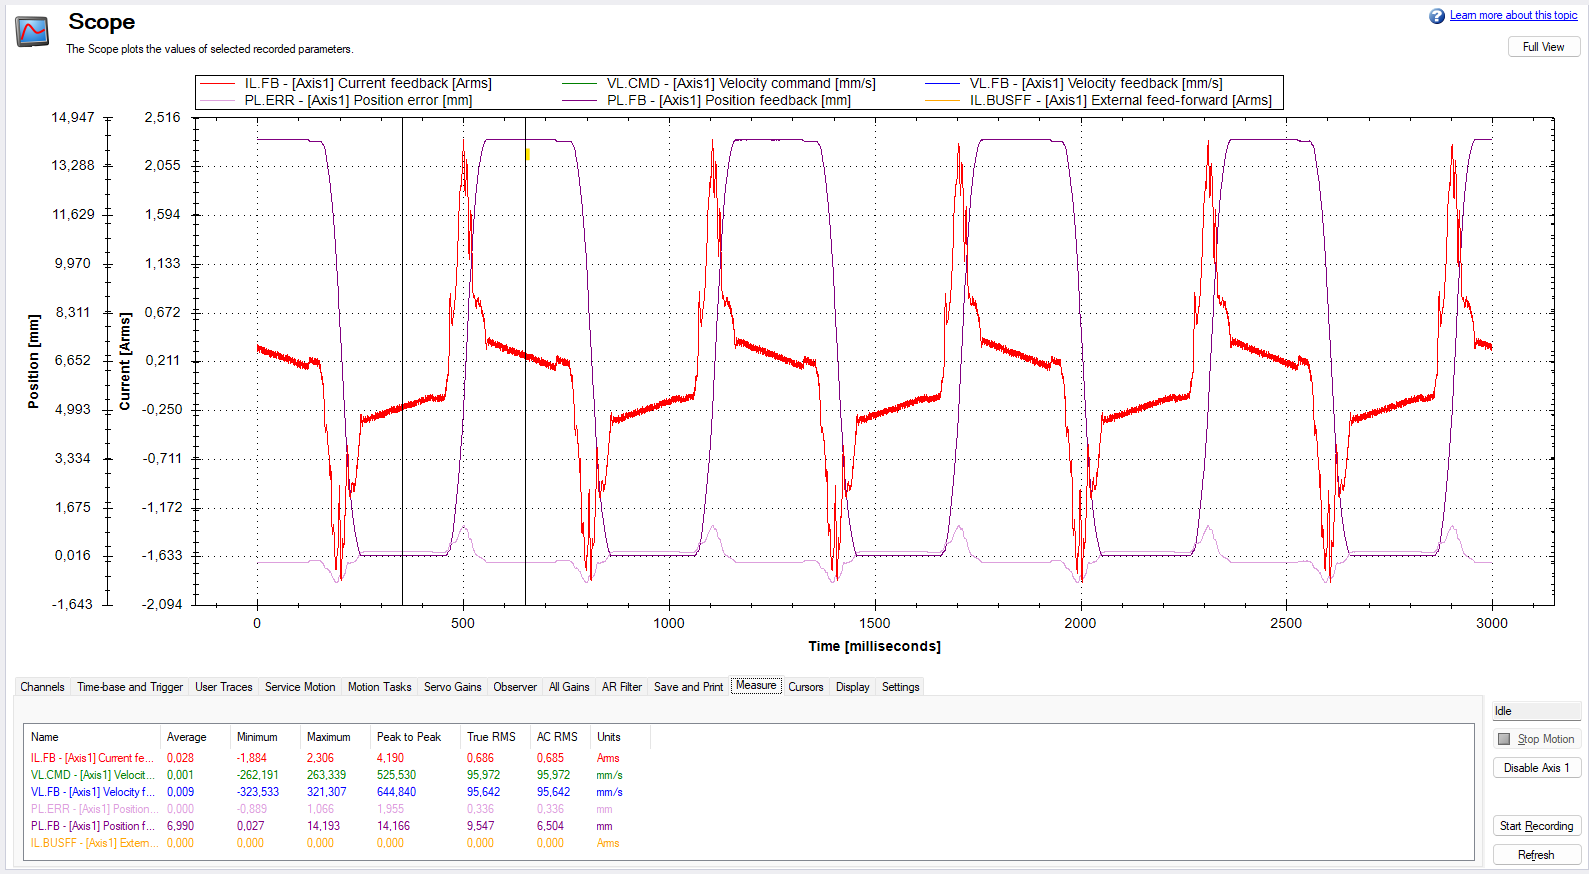 Scope
Learn more about this topic
The Scope plots the values of selected recorded parameters.
Full View
IL.FB - [Axis1] Current feedback [Arms] VL.CMD - [Axis1] Velocity command [mm/s] VL.FB - [Axis1] Velocity feedback [mm/s]
PL.ERR - [Axis1] Position error [mm] PL.FB - [Axis1] Position feedback [mm] IL.BUSFF - [Axis1] External feed-forward [Arms]
14,947 2,516
13,288 2,055
11,629 1,594
9,970 1,133
8,311 0,672
6,652 0,211
4,993 -0,250
3,334 -0,711
1,675 -1,172
0,016 -1,633
-1,643 -2,094
Position [mm]
Current [Arms]
0 500 1000 1500 2000 2500 3000
Time [milliseconds]
Channels Time-base and Trigger User Traces Service Motion Motion Tasks Servo Gains Observer All Gains AR Filter Save and Print Measure Cursors Display Settings
Name Average Minimum Maximum Peak to Peak True RMS AC RMS Units
IL.FB - [Axis1] Current fe... 0,028 -1,884 2,306 4,190 0,686 0,685 Arms
VL.CMD - [Axis1] Velocit... 0,001 -262,191 263,339 525,530 95,972 95,972 mm/s
VL.FB - [Axis1] Velocity f... 0,009 -323,533 321,307 644,840 95,642 95,642 mm/s
PL.ERR - [Axis1] Position... 0,000 -0,889 1,066 1,955 0,336 0,336 mm
PL.FB - [Axis1] Position f... 6,990 0,027 14,193 14,166 9,547 6,504 mm
IL.BUSFF - [Axis1] Extern... 0,000 0,000 0,000 0,000 0,000 0,000 Arms
Idle
Stop Motion
Disable Axis 1
Start Recording
Refresh